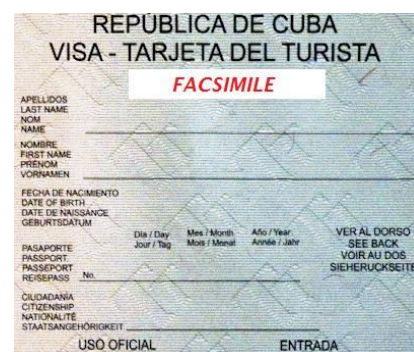 REPÚBLICA DE CUBA
VISA - TARJETA DEL TURISTA
FACSIMILE
APELLIDOS
LAST NAME
NOM
NAME
NOMBRE
FIRST NAME
PRÉNOM
VORNAMEN
FECHA DE NACIMIENTO
DATE OF BIRTH
DATE DE NAISSANCE
GEBURTSDATUM
Día / Day Mes / Month Año / Year
Jour / Tag Mois / Monat Année / Jahr
VER AL DORSO
SEE BACK
VOIR AU DOS
SIEHERUCKSEITE
PASAPORTE
PASSPORT
PASSEPORT
REISEPASS No.
CIUDADANÍA
CITIZENSHIP
NATIONALITÉ
STAATSANGEHÖRIGKEIT
USO OFICIAL ENTRADA